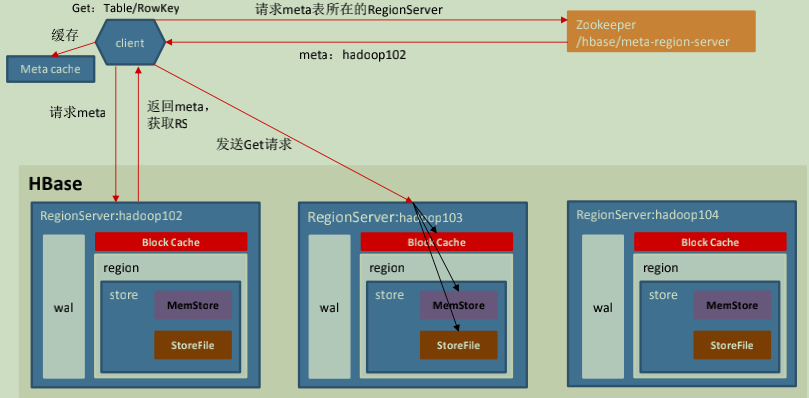 Get：Table/RowKey
请求meta表所在的RegionServer
缓存
client
Zookeeper
/hbase/meta-region-server
meta：hadoop102
Meta cache
请求meta
返回meta，
获取RS
发送Get请求
HBase
RegionServer:hadoop102
Block Cache
region
wal
store
MemStore
StoreFile
RegionServer:hadoop103
Block Cache
region
wal
store
MemStore
StoreFile
RegionServer:hadoop104
Block Cache
region
wal
store
MemStore
StoreFile